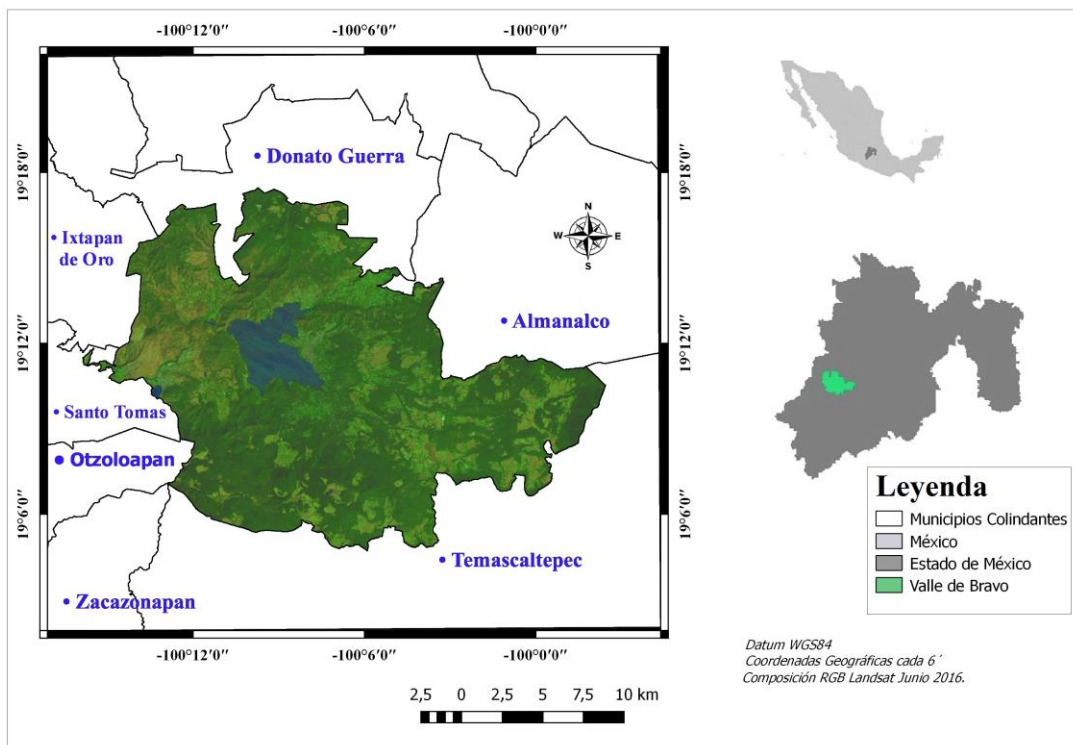 -100°12'0"
-100°6'0"
-100°0'0"
19°18'0"
19°18'0"
Donato Guerra
N
W
E
S
Ixtapan
de Oro
Almanalco
19°12'0"
19°12'0"
Santo Tomas
Otzoloapan
19°6'0"
19°6'0"
Temascaltepec
Zacazonapan
-100°12'0"
-100°6'0"
-100°0'0"
2,5 0 2,5 5 7,5 10 km
Leyenda
Municipios Colindantes
México
Estado de México
Valle de Bravo
Datum WGS84
Coordenadas Geográficas cada 6´
Composición RGB Landsat Junio 2016.